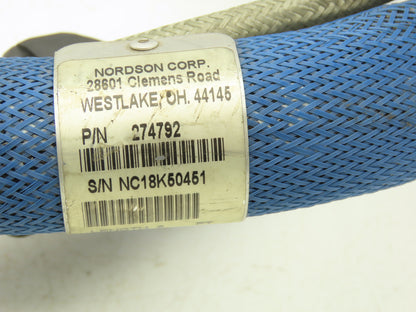 NORDSON CORP.
28601 Clemens Road
WESTLAKE, OH. 44145
P/N 274792
S/N NC18K50451